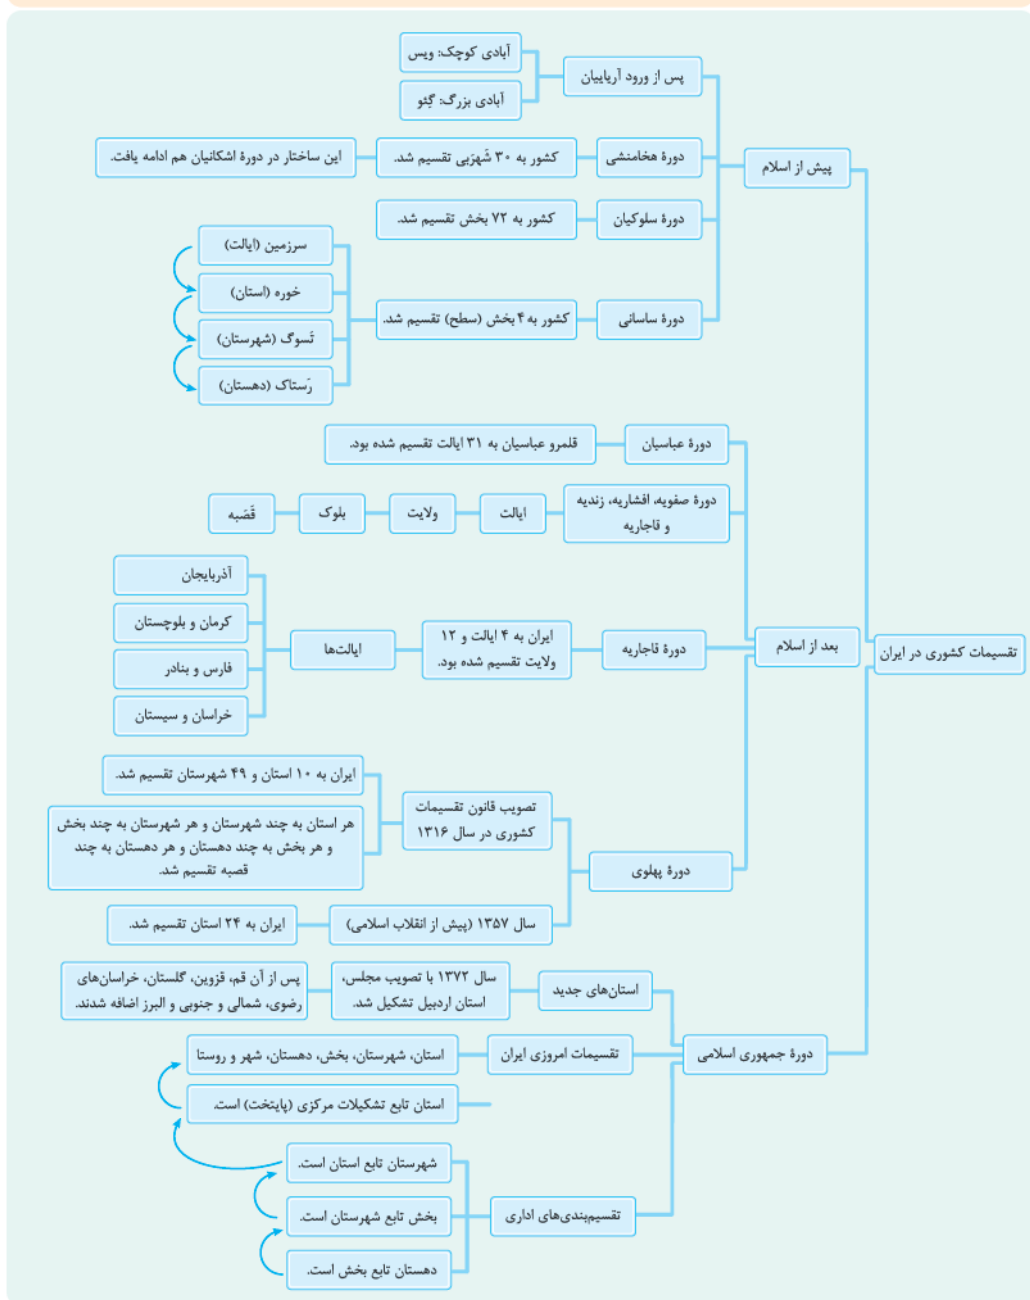 تقسیمات کشوری در ایران
پیش از اسلام
پس از ورود آریاییان
آبادی کوچک: ویس
آبادی بزرگ: گِئو
دورهٔ هخامنشی
کشور به ۳۰ شَهرَبی تقسیم شد.
این ساختار در دورهٔ اشکانیان هم ادامه یافت.
دورهٔ سلوکیان
کشور به ۷۲ بخش تقسیم شد.
دورهٔ ساسانی
کشور به ۴ بخش (سطح) تقسیم شد.
سرزمین (ایالت)
خوره (استان)
تَسوگ (شهرستان)
رَستاک (دهستان)
بعد از اسلام
دورهٔ عباسیان
قلمرو عباسیان به ۳۱ ایالت تقسیم شده بود.
دورهٔ صفویه، افشاریه، زندیه
و قاجاریه
ایالت
ولایت
بلوک
قَصَبه
دورهٔ قاجاریه
ایران به ۴ ایالت و ۱۲
ولایت تقسیم شده بود.
ایالت‌ها
آذربایجان
کرمان و بلوچستان
فارس و بنادر
خراسان و سیستان
دورهٔ پهلوی
تصویب قانون تقسیمات
کشوری در سال ۱۳۱۶
ایران به ۱۰ استان و ۴۹ شهرستان تقسیم شد.
هر استان به چند شهرستان و هر شهرستان به چند بخش
و هر بخش به چند دهستان و هر دهستان به چند
قصبه تقسیم شد.
سال ۱۳۵۷ (پیش از انقلاب اسلامی)
ایران به ۲۴ استان تقسیم شد.
دورهٔ جمهوری اسلامی
استان‌های جدید
سال ۱۳۷۲ با تصویب مجلس،
استان اردبیل تشکیل شد.
پس از آن قم، قزوین، گلستان، خراسان‌های
رضوی، شمالی و جنوبی و البرز اضافه شدند.
تقسیمات امروزی ایران
استان، شهرستان، بخش، دهستان، شهر و روستا
استان تابع تشکیلات مرکزی (پایتخت) است.
تقسیم‌بندی‌های اداری
شهرستان تابع استان است.
بخش تابع شهرستان است.
دهستان تابع بخش است.